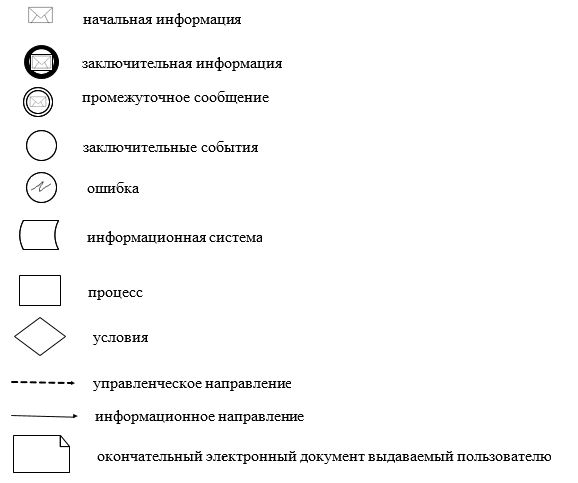 начальная информация
заключительная информация
промежуточное сообщение
заключительные события
ошибка
информационная система
процесс
условия
управленческое направление
информационное направление
окончательный электронный документ выдаваемый пользователю